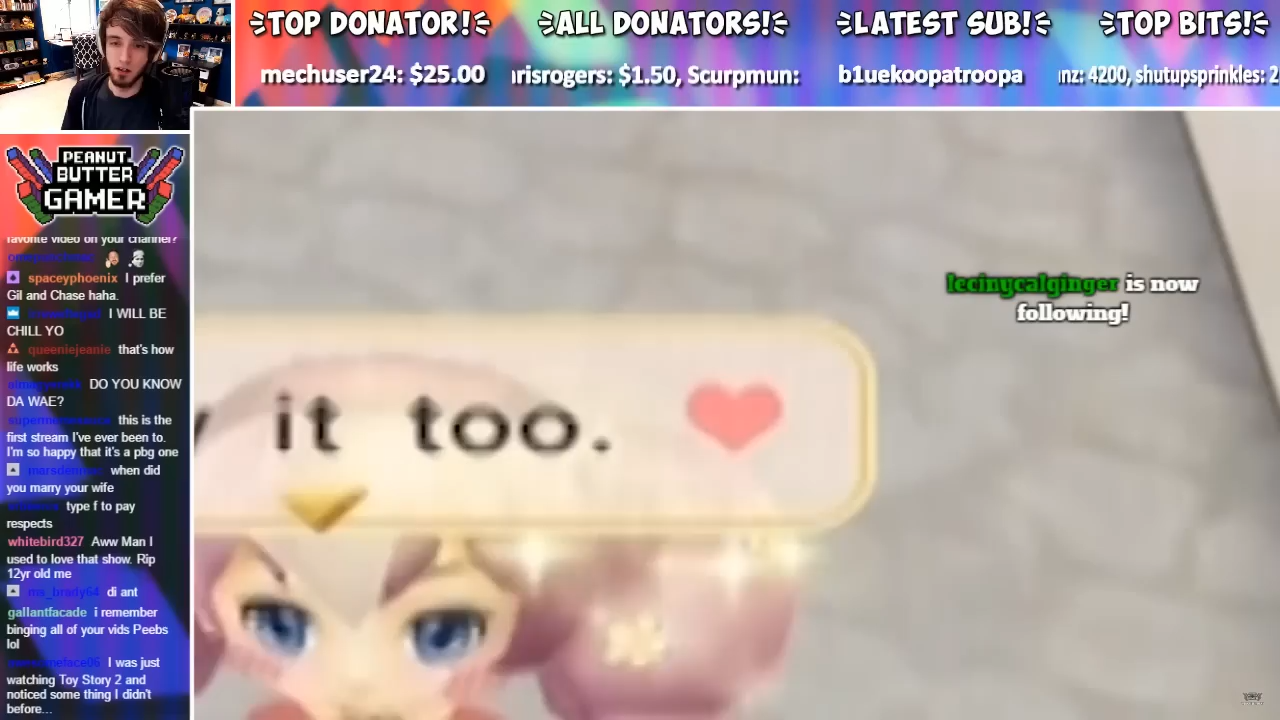 TOP DONATOR! ALL DONATORS! LATEST SUB! TOP BITS!
mechuser24: $25.00 risrogers: $1.50, Scurpmun: b1uekoopatroopa nz: 4200, shutupsprinkles: 2
PEANUT
BUTTER
GAMER
favorite video on your channel?
spaceyphoenix I prefer
Gil and Chase haha.
I WILL BE
CHILL YO
queeniejeanie that's how
life works
DO YOU KNOW
DA WAE?
this is the
first stream I've ever been to.
I'm so happy that it's a pbg one
when did
you marry your wife
type f to pay
respects
whitebird327 Aww Man I
used to love that show. Rip
12yr old me
ms_brady64 di ant
gallantfacade i remember
binging all of your vids Peebs
lol
I was just
watching Toy Story 2 and
noticed some thing I didn't
before...
is now
following!
it too.